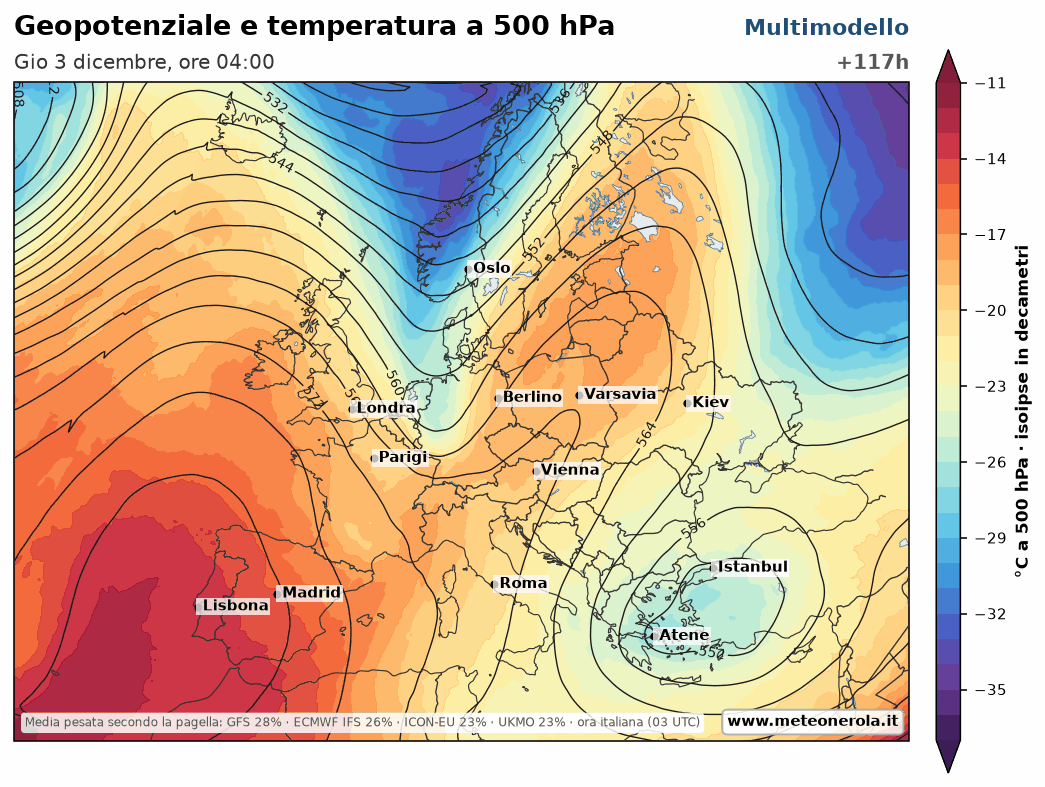 Geopotenziale e temperatura a 500 hPa
Multimodello
Gio 3 dicembre, ore 04:00
+117h
532
536
544
548
552
560
572
564
556
552
508
Oslo
Berlino
Varsavia
Kiev
Londra
Parigi
Vienna
Istanbul
Roma
Madrid
Lisbona
Atene
−11
−14
−17
−20
−23
−26
−29
−32
−35
°C a 500 hPa · isoipse in decametri
Media pesata secondo la pagella: GFS 28% · ECMWF IFS 26% · ICON-EU 23% · UKMO 23% · ora italiana (03 UTC)
www.meteonerola.it